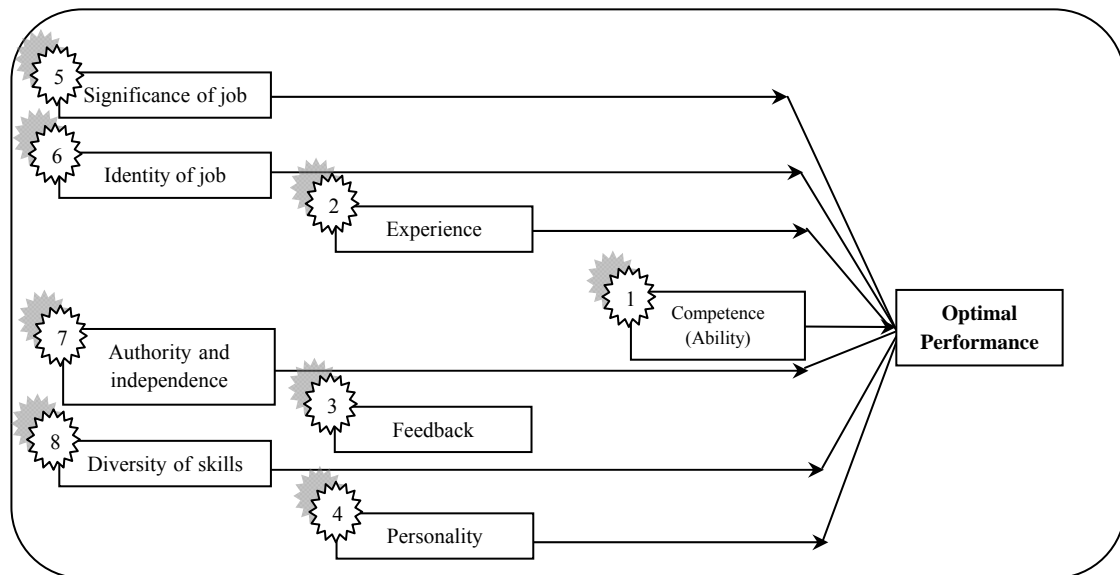 5
Significance of job
6
Identity of job
2
Experience
1
Competence
(Ability)
Optimal
Performance
7
Authority and
independence
3
Feedback
8
Diversity of skills
4
Personality